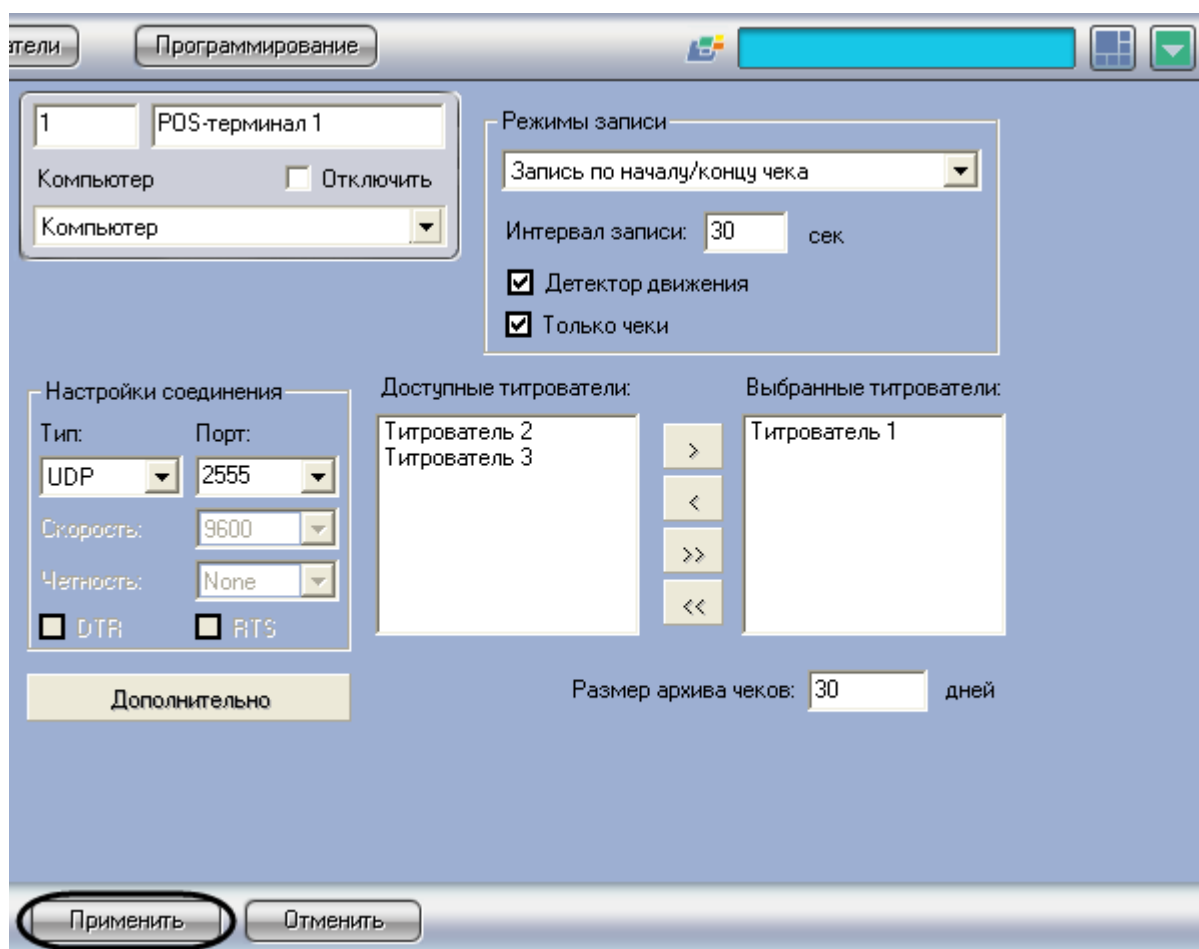 атели
Программирование
1
POS-терминал 1
Компьютер
Отключить
Компьютер
Режимы записи
Запись по началу/концу чека
Интервал записи: 30 сек
Детектор движения
Только чеки
Настройки соединения
Тип: Порт:
UDP 2555
Скорость: 9600
Четность: None
DTR RTS
Дополнительно
Доступные титрователи:
Титрователь 2
Титрователь 3
>
<
>>
<<
Выбранные титрователи:
Титрователь 1
Размер архива чеков: 30 дней
Применить
Отменить